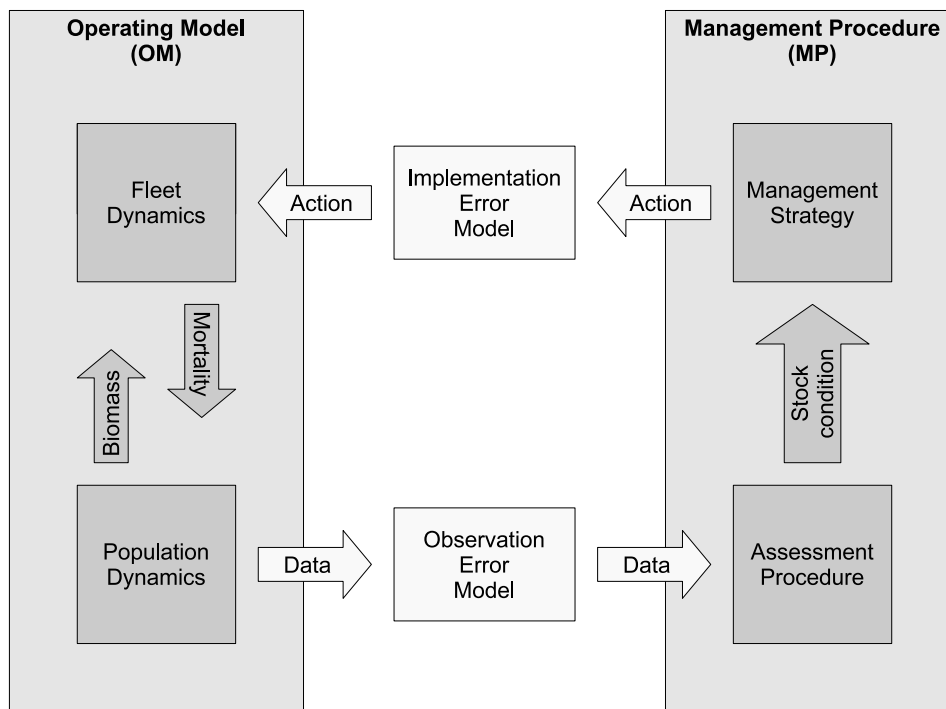 Operating Model
(OM)
Management Procedure
(MP)
Fleet
Dynamics
Action
Implementation
Error
Model
Action
Management
Strategy
Biomass
Mortality
Stock
condition
Population
Dynamics
Data
Observation
Error
Model
Data
Assessment
Procedure